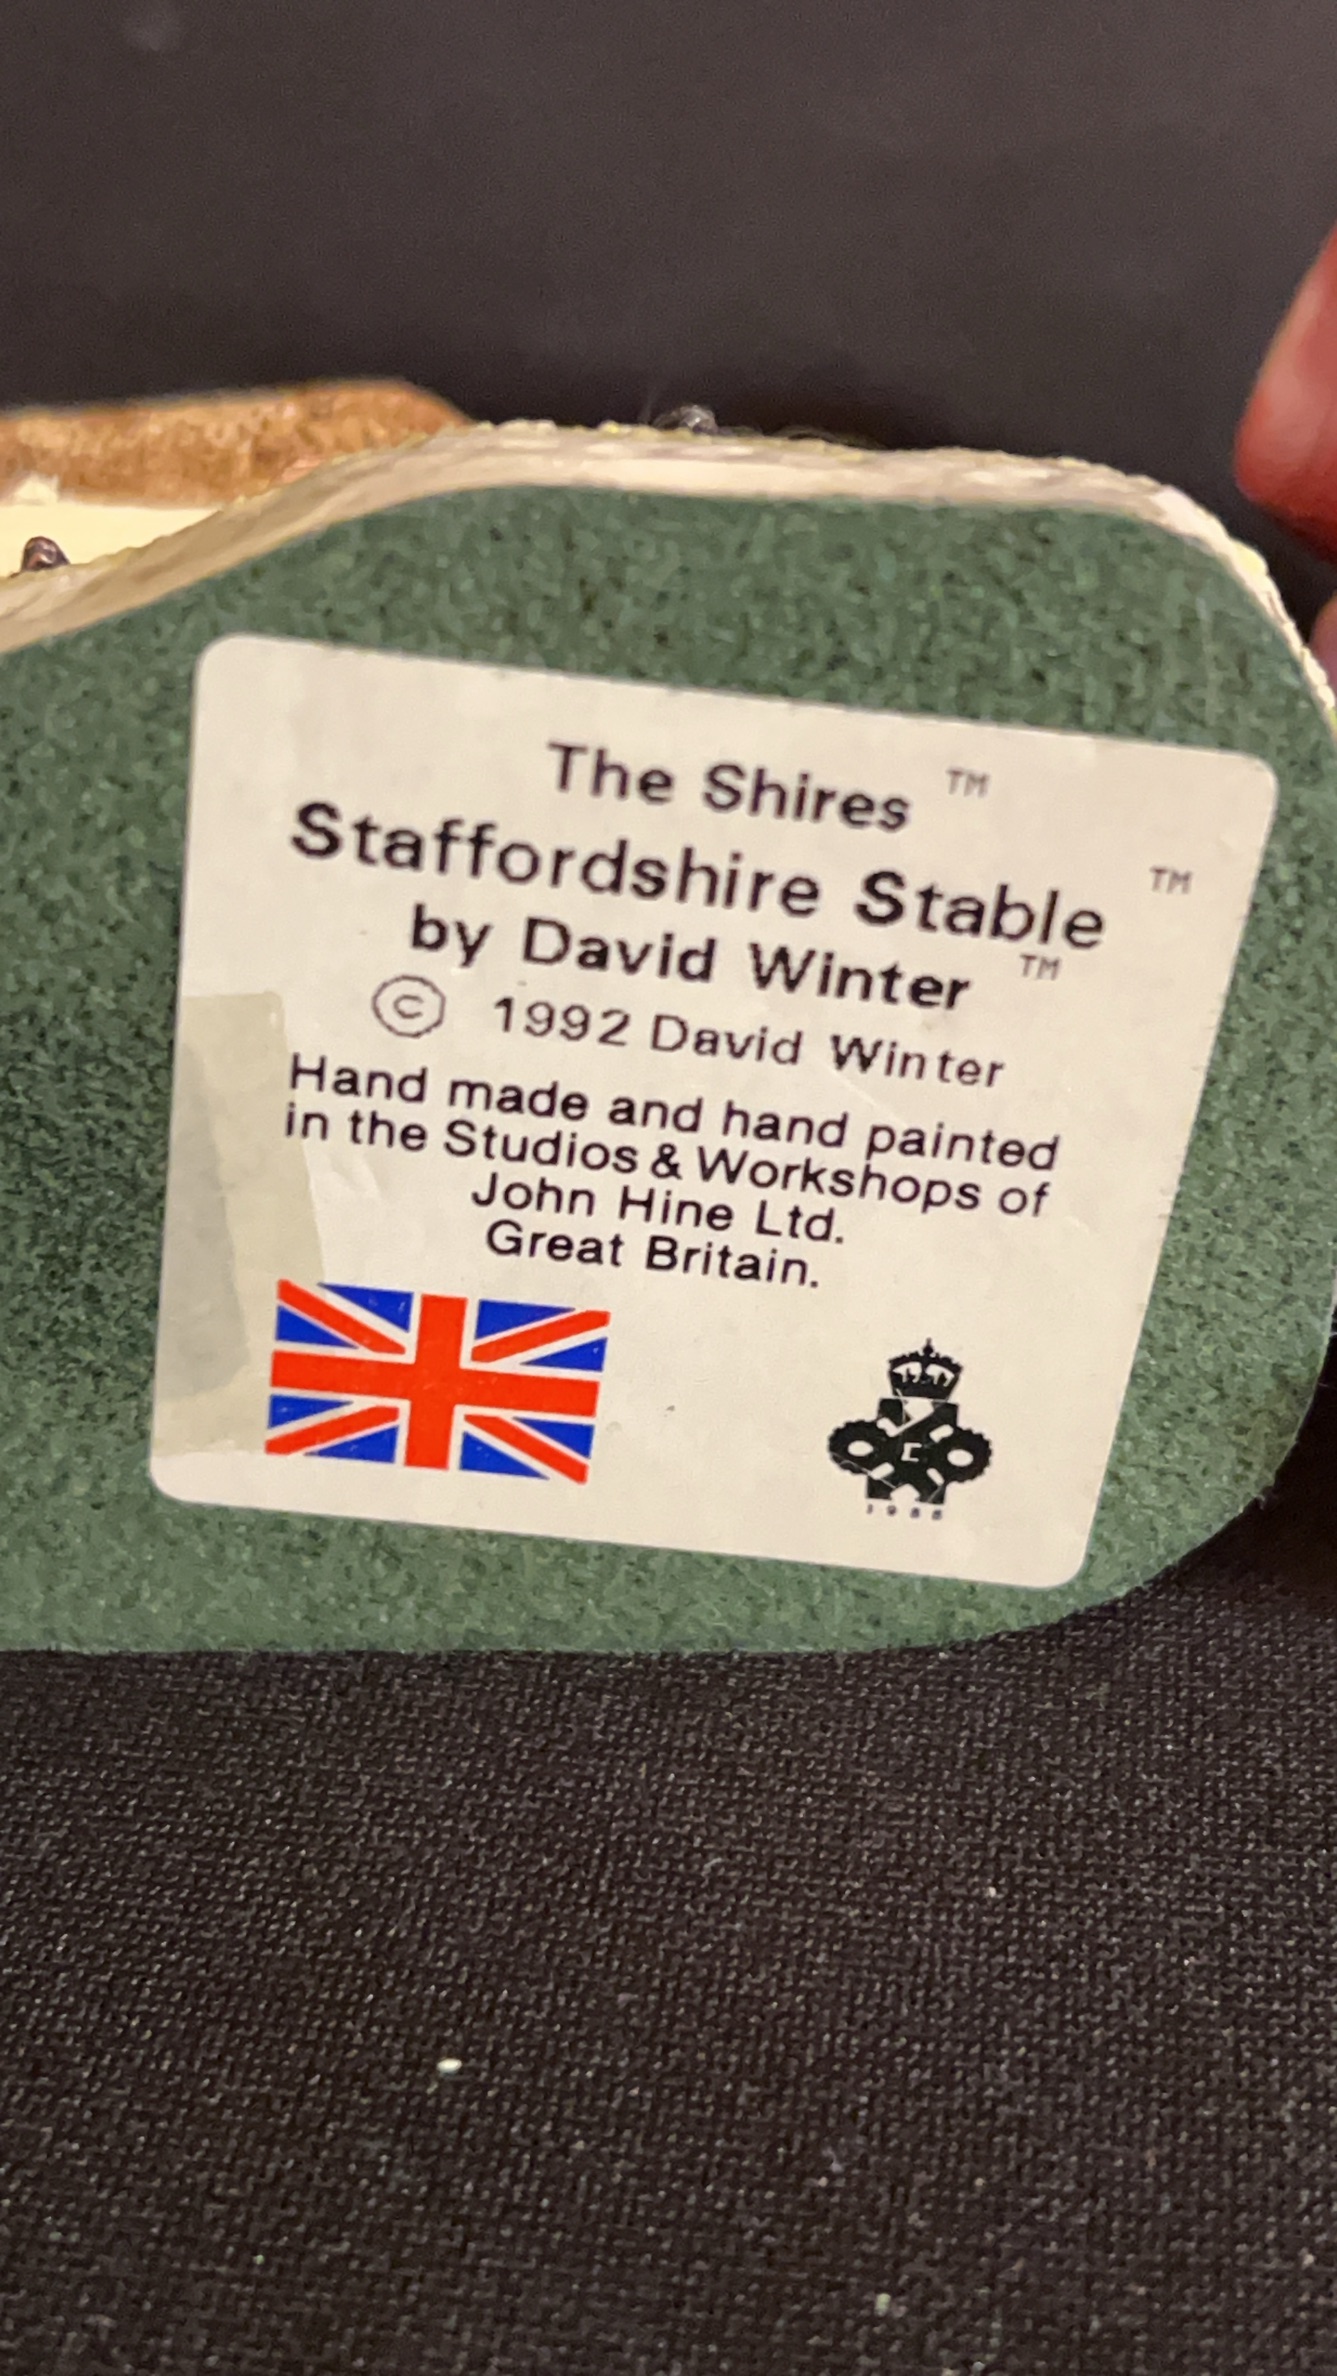 The Shires ™
Staffordshire Stable ™
by David Winter ™
© 1992 David Winter
Hand made and hand painted
in the Studios & Workshops of
John Hine Ltd.
Great Britain.